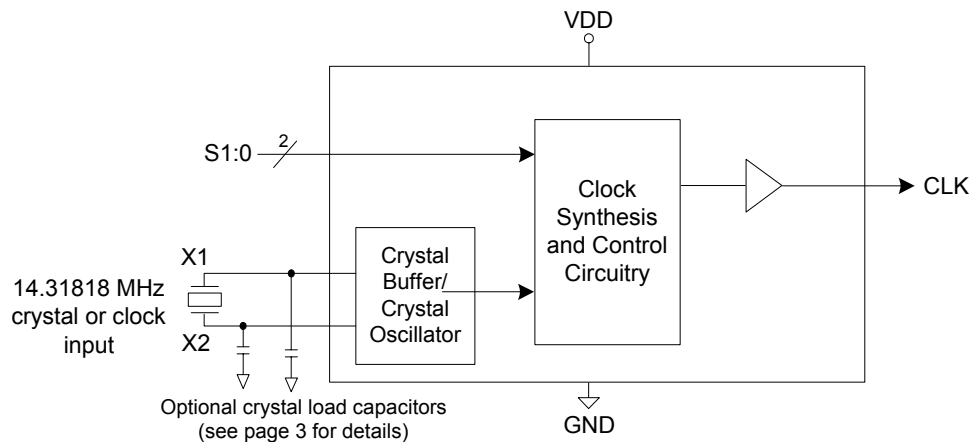 VDD
S1:0
2
CLK
Clock
Synthesis
and Control
Circuitry
X1
14.31818 MHz
crystal or clock
input
X2
Crystal
Buffer/
Crystal
Oscillator
Optional crystal load capacitors
(see page 3 for details)
GND